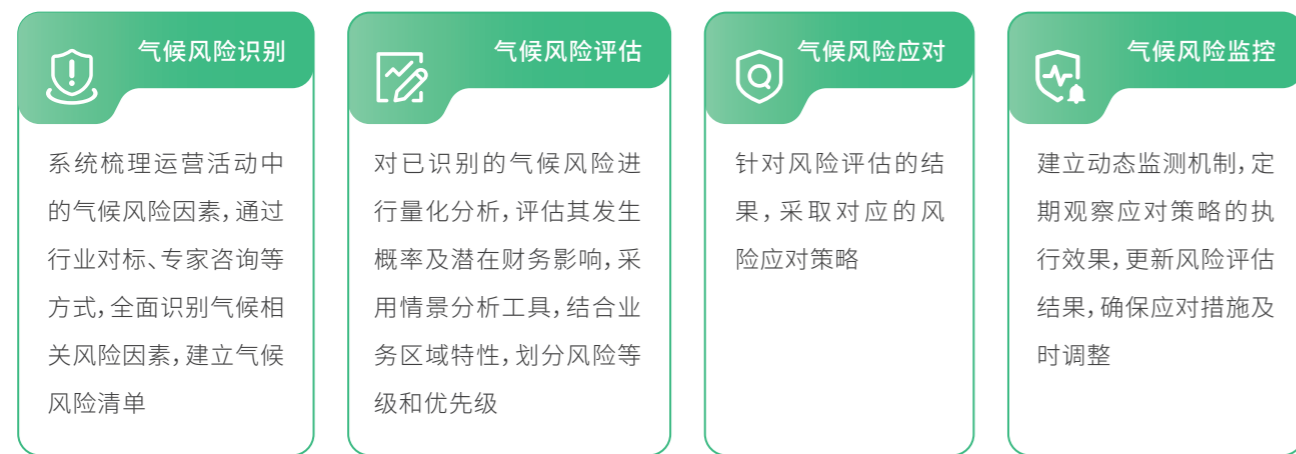 气候风险识别
系统梳理运营活动中
的气候风险因素，通过
行业对标、专家咨询等
方式，全面识别气候相
关风险因素，建立气候
风险清单
气候风险评估
对已识别的气候风险进
行量化分析，评估其发生
概率及潜在财务影响，采
用情景分析工具，结合业
务区域特性，划分风险等
级和优先级
气候风险应对
针对风险评估的结
果，采取对应的风
险应对策略
气候风险监控
建立动态监测机制，定
期观察应对策略的执
行效果，更新风险评估
结果，确保应对措施及
时调整